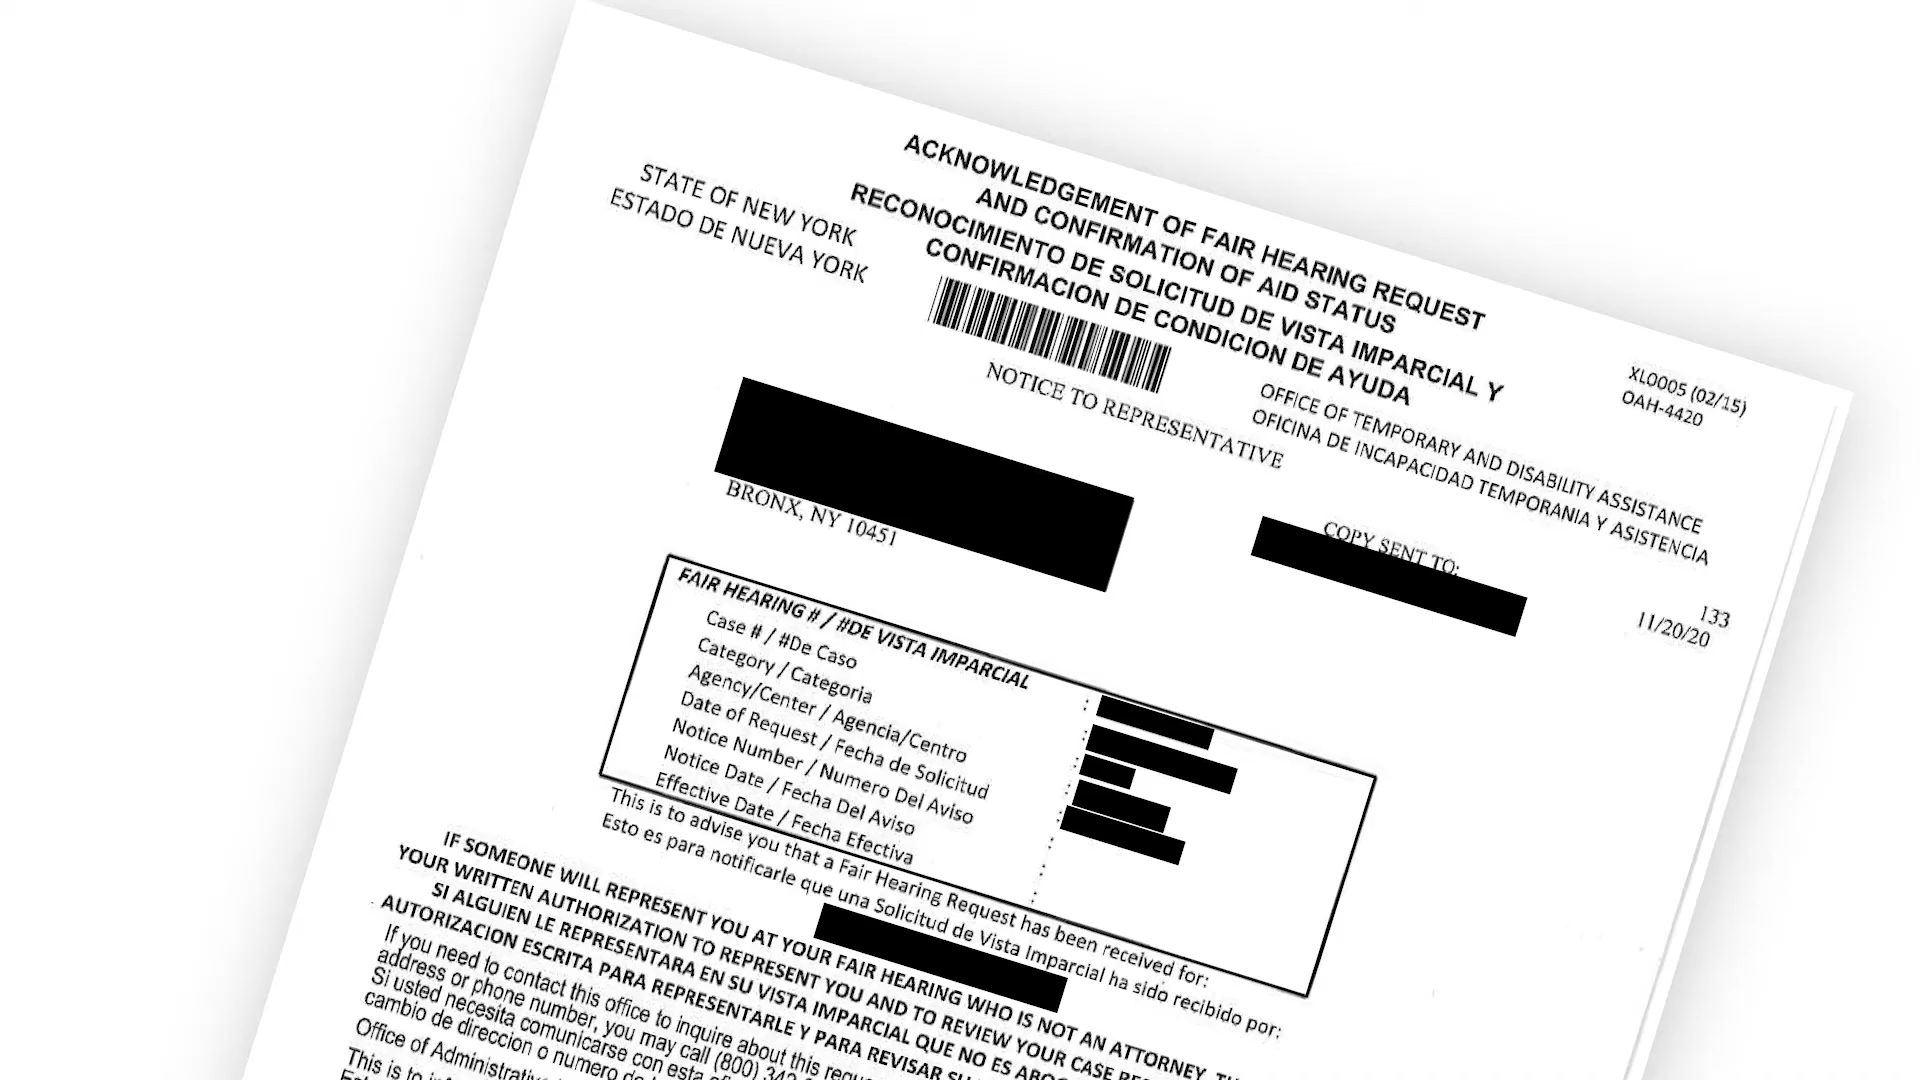 ACKNOWLEDGEMENT OF FAIR HEARING REQUEST
AND CONFIRMATION OF AID STATUS
RECONOCIMIENTO DE SOLICITUD DE VISTA IMPARCIAL Y
CONFIRMACION DE CONDICION DE AYUDA
STATE OF NEW YORK
ESTADO DE NUEVA YORK
NOTICE TO REPRESENTATIVE
OFFICE OF TEMPORARY AND DISABILITY ASSISTANCE
OFICINA DE INCAPACIDAD TEMPORANIA Y ASISTENCIA
XL0005 (02/15)
OAH-4420
BRONX, NY 10451
COPY SENT TO:
133
11/20/20
FAIR HEARING # / #DE VISTA IMPARCIAL :
Case # / #De Caso :
Category / Categoria :
Agency/Center / Agencia/Centro :
Date of Request / Fecha de Solicitud :
Notice Number / Numero Del Aviso :
Notice Date / Fecha Del Aviso :
Effective Date / Fecha Efectiva :
This is to advise you that a Fair Hearing Request has been received for:
Esto es para notificarle que una Solicitud de Vista Imparcial ha sido recibido por:
IF SOMEONE WILL REPRESENT YOU AT YOUR FAIR HEARING WHO IS NOT AN ATTORNEY,
YOUR WRITTEN AUTHORIZATION TO REPRESENT YOU AND TO REVIEW YOUR CASE
SI ALGUIEN LE REPRESENTARA EN SU VISTA IMPARCIAL QUE NO ES
AUTORIZACION ESCRITA PARA REPRESENTARLE Y PARA REVISAR
If you need to contact this office to inquire about this
address or phone number, you may call (800)
Si usted necesita comunicarse con esta
cambio de direccion o numero de
Office of Administrative
This is to